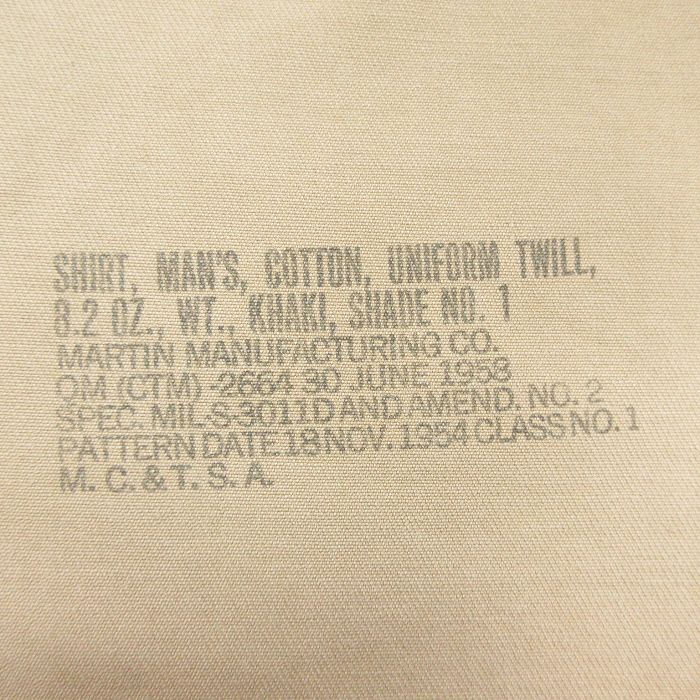 SHIRT, MAN'S, COTTON, UNIFORM TWILL,
8.2 OZ., WT., KHAKI, SHADE NO. 1
MARTIN MANUFACTURING CO.
QM (CTM) -2664 30 JUNE 1958
SPEC. MIL-S-3011D AND AMEND. NO. 2
PATTERN DATE 18 NOV. 1954 CLASS NO. 1
M. C. & T. S. A.